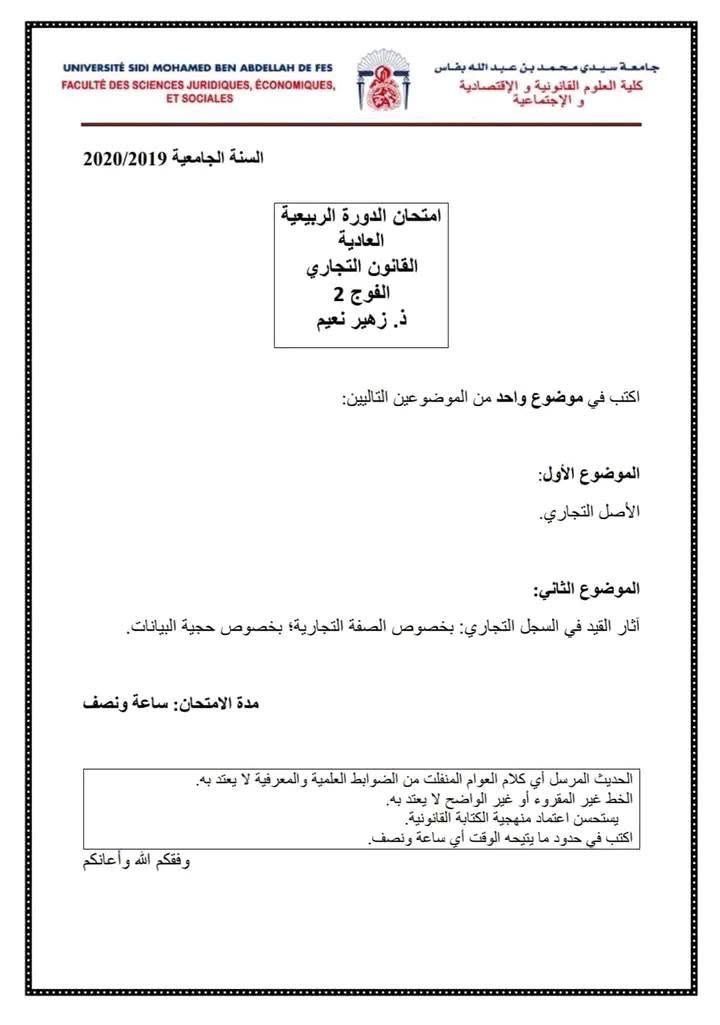 UNIVERSITÉ SIDI MOHAMED BEN ABDELLAH DE FES
FACULTÉ DES SCIENCES JURIDIQUES, ÉCONOMIQUES,
ET SOCIALES
جامعة سيدي محمد بن عبد الله بفاس
كلية العلوم القانونية و الإقتصادية
و الإجتماعية
السنة الجامعية 2020/2019
امتحان الدورة الربيعية
العادية
القانون التجاري
الفوج 2
ذ. زهير نعيم
اكتب في موضوع واحد من الموضوعين التاليين:
الموضوع الأول:
الأصل التجاري.
الموضوع الثاني:
آثار القيد في السجل التجاري: بخصوص الصفة التجارية؛ بخصوص حجية البيانات.
مدة الامتحان: ساعة ونصف
الحديث المرسل أي كلام العوام المنفلت من الضوابط العلمية والمعرفية لا يعتد به.
الخط غير المقروء أو غير الواضح لا يعتد به.
يستحسن اعتماد منهجية الكتابة القانونية.
اكتب في حدود ما يتيحه الوقت أي ساعة ونصف.
وفقكم الله وأعانكم